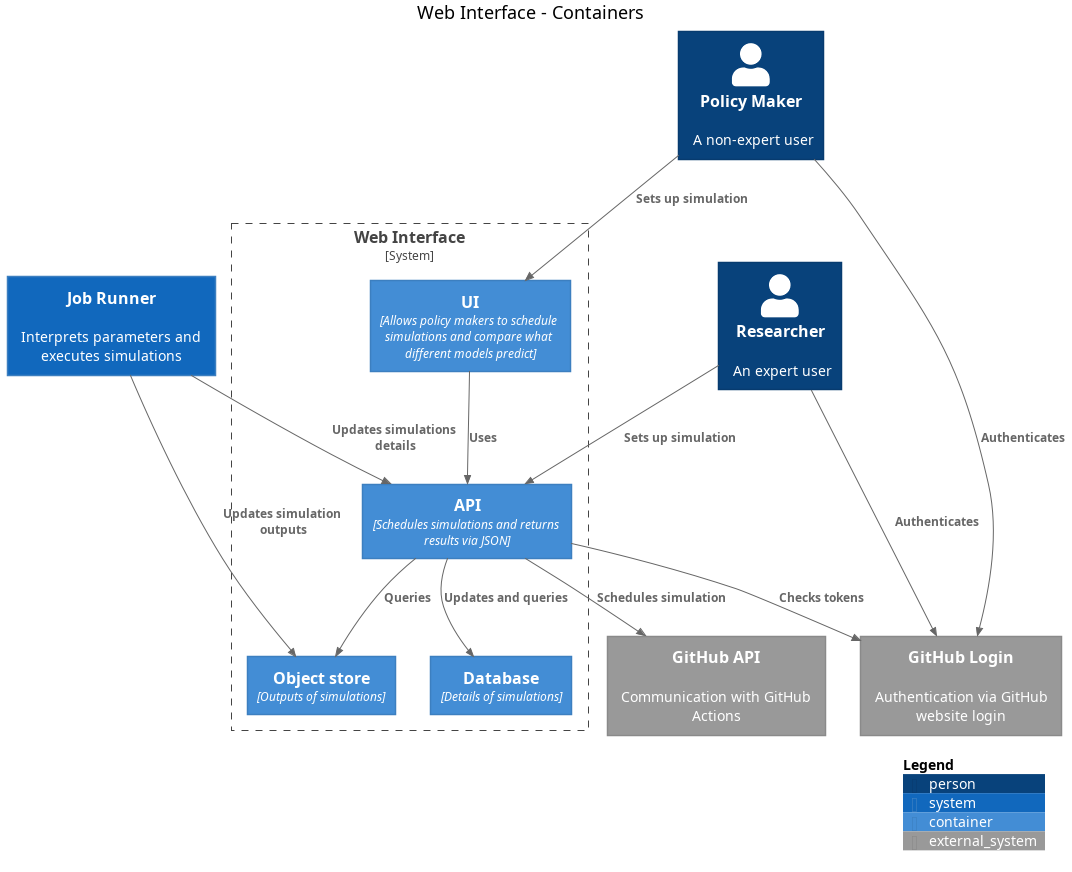 Web Interface - Containers
Policy Maker
A non-expert user
Sets up simulation
Web Interface
[System]
Job Runner
Interprets parameters and
executes simulations
UI
[Allows policy makers to schedule
simulations and compare what
different models predict]
Researcher
An expert user
Updates simulations
details
Uses
Sets up simulation
Authenticates
API
[Schedules simulations and returns
results via JSON]
Updates simulation
outputs
Authenticates
Queries
Updates and queries
Schedules simulation
Checks tokens
Object store
[Outputs of simulations]
Database
[Details of simulations]
GitHub API
Communication with GitHub
Actions
GitHub Login
Authentication via GitHub
website login
Legend
person
system
container
external_system